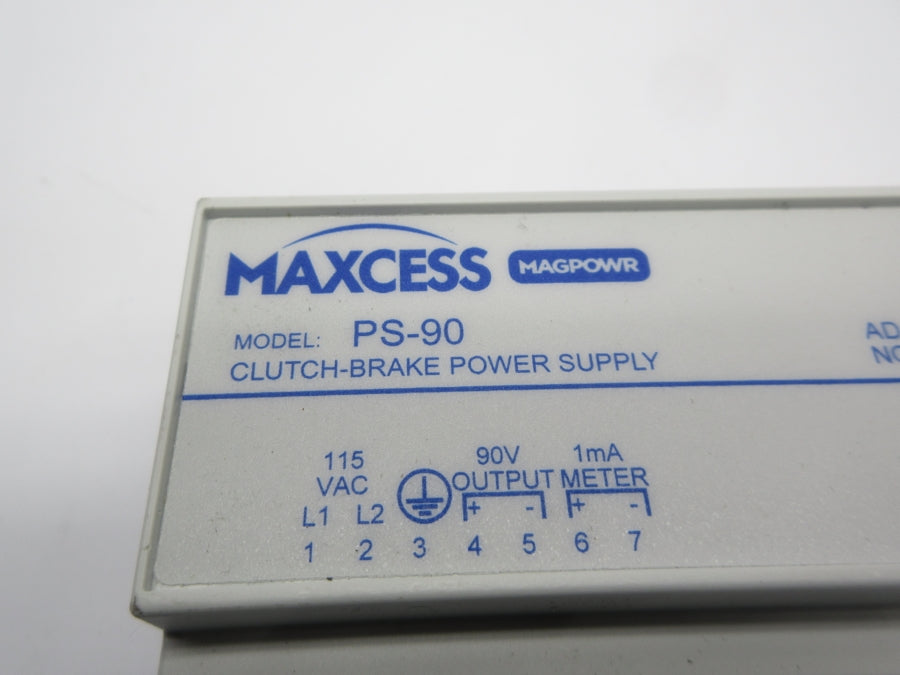 MAXCESS MAGPOWR
MODEL: PS-90
CLUTCH-BRAKE POWER SUPPLY
115 90V 1mA
VAC OUTPUT METER
L1 L2 + - + -
1 2 3 4 5 6 7